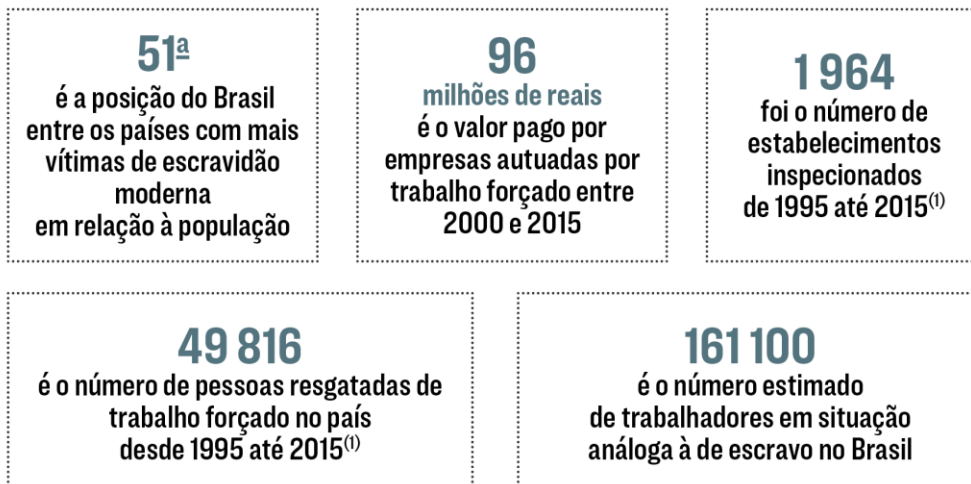 51ª
é a posição do Brasil
entre os países com mais
vítimas de escravidão
moderna
em relação à população
96
milhões de reais
é o valor pago por
empresas autuadas por
trabalho forçado entre
2000 e 2015
1 964
foi o número de
estabelecimentos
inspecionados
de 1995 até 2015(1)
49 816
é o número de pessoas resgatadas de
trabalho forçado no país
desde 1995 até 2015(1)
161 100
é o número estimado
de trabalhadores em situação
análoga à de escravo no Brasil